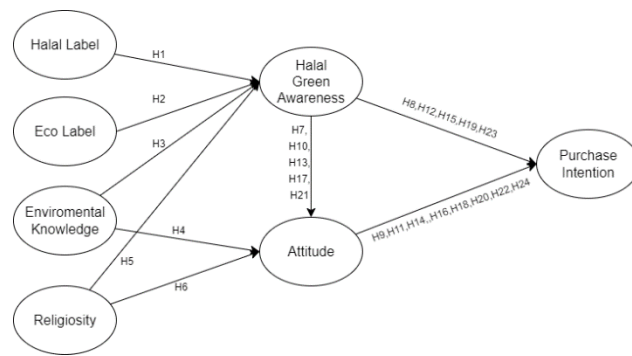 Halal Label
H1
Halal
Green
Awareness
H2
Eco Label
H3
H7,
H10,
H13,
H17,
H21
H8,H12,H15,H19,H23
Purchase
Intention
Enviromental
Knowledge
H4
H9,H11,H14,,H16,H18,H20,H22,H24
Attitude
H5
H6
Religiosity